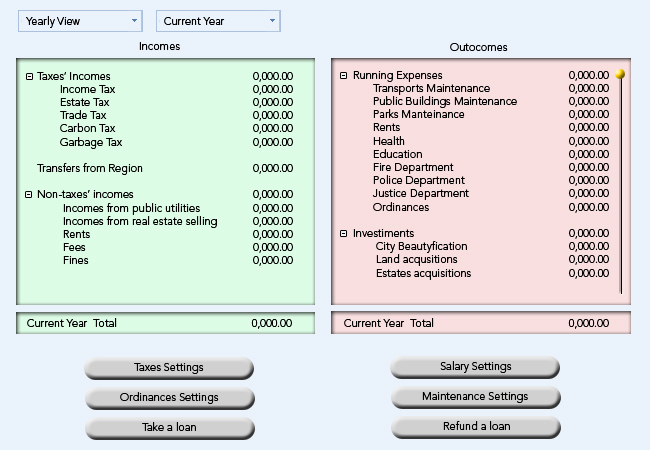 Yearly View
Current Year
Incomes
Taxes' Incomes 0,000.00
Income Tax 0,000.00
Estate Tax 0,000.00
Trade Tax 0,000.00
Carbon Tax 0,000.00
Garbage Tax 0,000.00
Transfers from Region 0,000.00
Non-taxes' incomes 0,000.00
Incomes from public utilities 0,000.00
Incomes from real estate selling 0,000.00
Rents 0,000.00
Fees 0,000.00
Fines 0,000.00
Current Year Total 0,000.00
Taxes Settings
Ordinances Settings
Take a loan
Outocomes
Running Expenses 0,000.00
Transports Maintenance 0,000.00
Public Buildings Maintenance 0,000.00
Parks Manteinance 0,000.00
Rents 0,000.00
Health 0,000.00
Education 0,000.00
Fire Department 0,000.00
Police Department 0,000.00
Justice Department 0,000.00
Ordinances 0,000.00
Investiments 0,000.00
City Beautyfication 0,000.00
Land acqusitions 0,000.00
Estates acquisitions 0,000.00
Current Year Total 0,000.00
Salary Settings
Maintenance Settings
Refund a loan